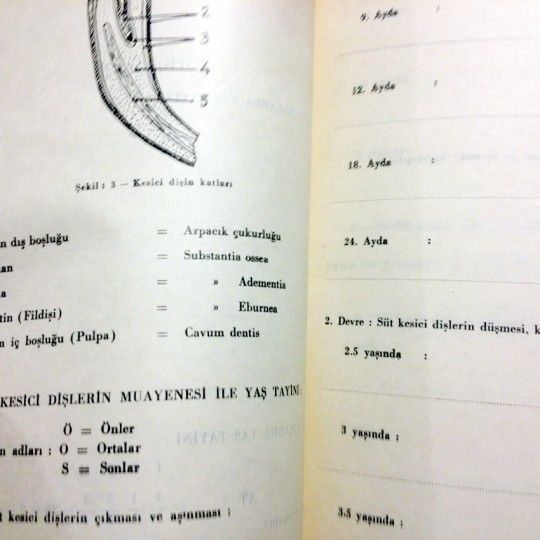 2
3
4
5
Şekil : 3 — Kesici dişin katları
n dış boşluğu = Arpacık çukurluğu
an = Substantia ossea
a = » Adementia
tin (Fildişi) = » Eburnea
n iç boşluğu (Pulpa) = Cavum dentis
KESİCİ DİŞLERİN MUAYENESİ İLE YAŞ TAYİNİ
Ö = Önler
n adları : O = Ortalar
S = Sonlar
t kesici dişlerin çıkması ve aşınması :
9. Ayda :
12. Ayda :
18. Ayda :
24. Ayda :
2. Devre : Süt kesici dişlerin düşmesi, k
2.5 yaşında :
3 yaşında :
3.5 yaşında :